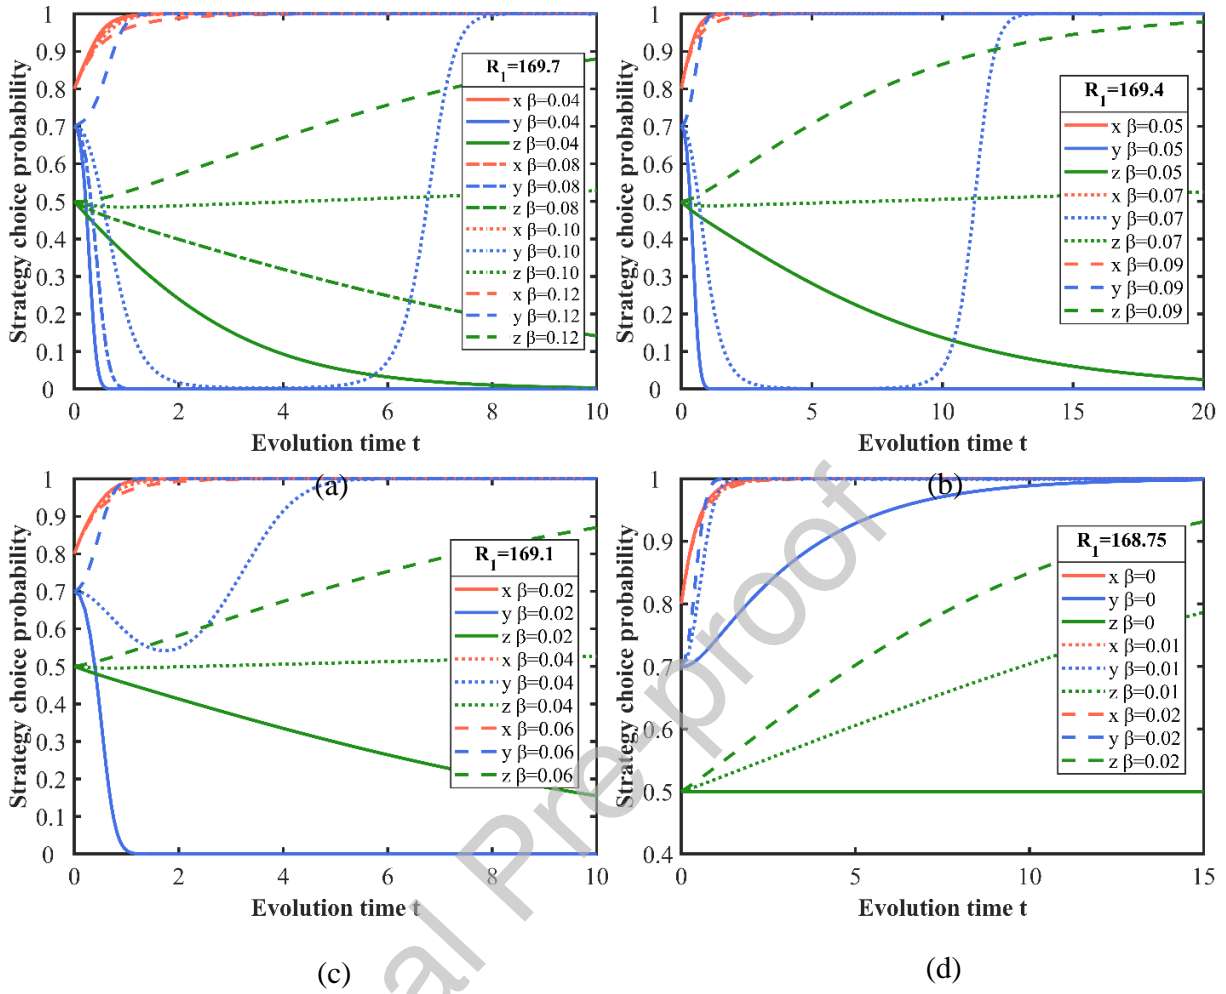 Strategy choice probability
1
0.9
0.8
0.7
0.6
0.5
0.4
0.3
0.2
0.1
0
0 2 4 6 8 10
Evolution time t
R1=169.7
x β=0.04
y β=0.04
z β=0.04
x β=0.08
y β=0.08
z β=0.08
x β=0.10
y β=0.10
z β=0.10
x β=0.12
y β=0.12
z β=0.12
(a)
Strategy choice probability
1
0.9
0.8
0.7
0.6
0.5
0.4
0.3
0.2
0.1
0
0 5 10 15 20
Evolution time t
R1=169.4
x β=0.05
y β=0.05
z β=0.05
x β=0.07
y β=0.07
z β=0.07
x β=0.09
y β=0.09
z β=0.09
(b)
Strategy choice probability
1
0.9
0.8
0.7
0.6
0.5
0.4
0.3
0.2
0.1
0
0 2 4 6 8 10
Evolution time t
R1=169.1
x β=0.02
y β=0.02
z β=0.02
x β=0.04
y β=0.04
z β=0.04
x β=0.06
y β=0.06
z β=0.06
(c)
Strategy choice probability
1
0.9
0.8
0.7
0.6
0.5
0.4
0 5 10 15
Evolution time t
R1=168.75
x β=0
y β=0
z β=0
x β=0.01
y β=0.01
z β=0.01
x β=0.02
y β=0.02
z β=0.02
(d)
al Pre-proof